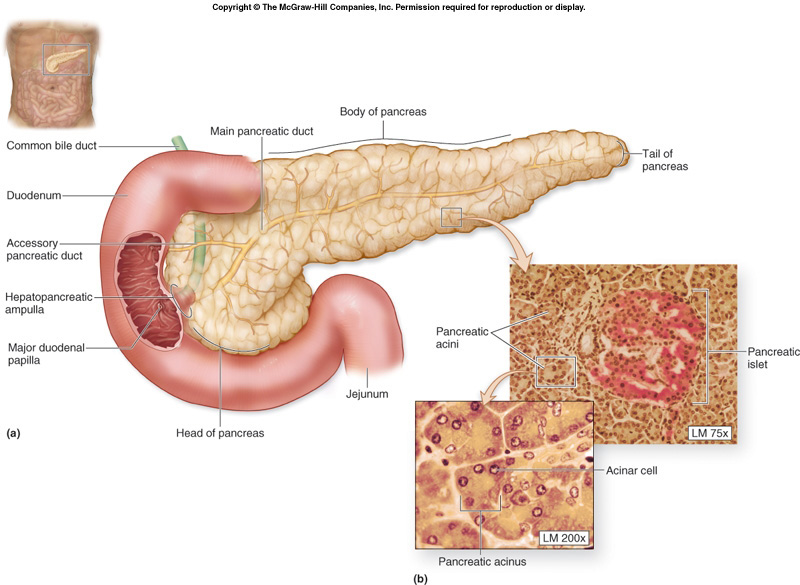 Copyright © The McGraw-Hill Companies, Inc. Permission required for reproduction or display.
Body of pancreas
Main pancreatic duct
Common bile duct
Tail of
pancreas
Duodenum
Accessory
pancreatic duct
Hepatopancreatic
ampulla
Pancreatic
acini
Major duodenal
papilla
Pancreatic
islet
Jejunum
Head of pancreas
(a)
LM 75x
Acinar cell
LM 200x
Pancreatic acinus
(b)